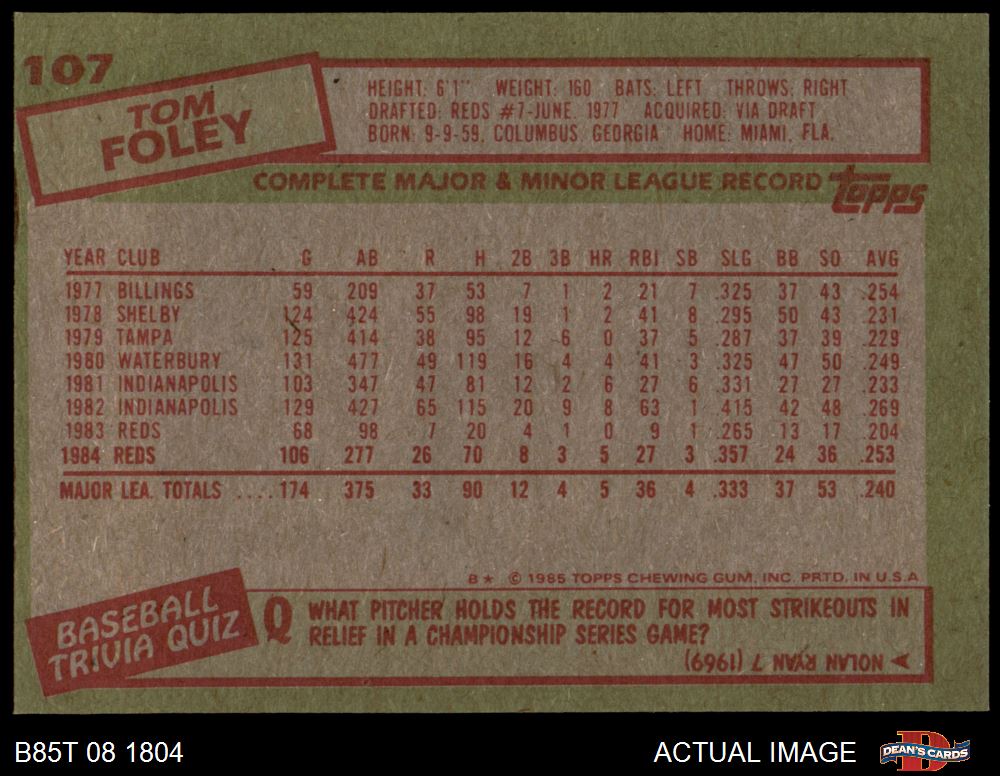 107
TOM
FOLEY
HEIGHT: 6'1" WEIGHT: 160 BATS: LEFT THROWS: RIGHT
DRAFTED: REDS #7-JUNE, 1977 ACQUIRED: VIA DRAFT
BORN: 9-9-59, COLUMBUS GEORGIA HOME: MIAMI, FLA.
COMPLETE MAJOR & MINOR LEAGUE RECORD
topps
YEAR CLUB G AB R H 2B 3B HR RBI SB SLG BB SO AVG
1977 BILLINGS 59 209 37 53 7 1 2 21 7 .325 37 43 .254
1978 SHELBY 124 424 55 98 19 1 2 41 8 .295 50 43 .231
1979 TAMPA 125 414 38 95 12 6 0 37 5 .287 37 39 .229
1980 WATERBURY 131 477 49 119 16 4 4 41 3 .325 47 50 .249
1981 INDIANAPOLIS 103 347 47 81 12 2 6 27 6 .331 27 27 .233
1982 INDIANAPOLIS 129 427 65 115 20 9 8 63 1 .415 42 48 .269
1983 REDS 68 98 7 20 4 1 0 9 1 .265 13 17 .204
1984 REDS 106 277 26 70 8 3 5 27 3 .357 24 36 .253
MAJOR LEA. TOTALS ....174 375 33 90 12 4 5 36 4 .333 37 53 .240
B★ © 1985 TOPPS CHEWING GUM, INC. PRTD. IN U.S.A
BASEBALL
TRIVIA QUIZ
Q WHAT PITCHER HOLDS THE RECORD FOR MOST STRIKEOUTS IN
RELIEF IN A CHAMPIONSHIP SERIES GAME?
➤ NOLAN RYAN 7 (1969)
B85T 08 1804
ACTUAL IMAGE
D
DEAN'S CARDS